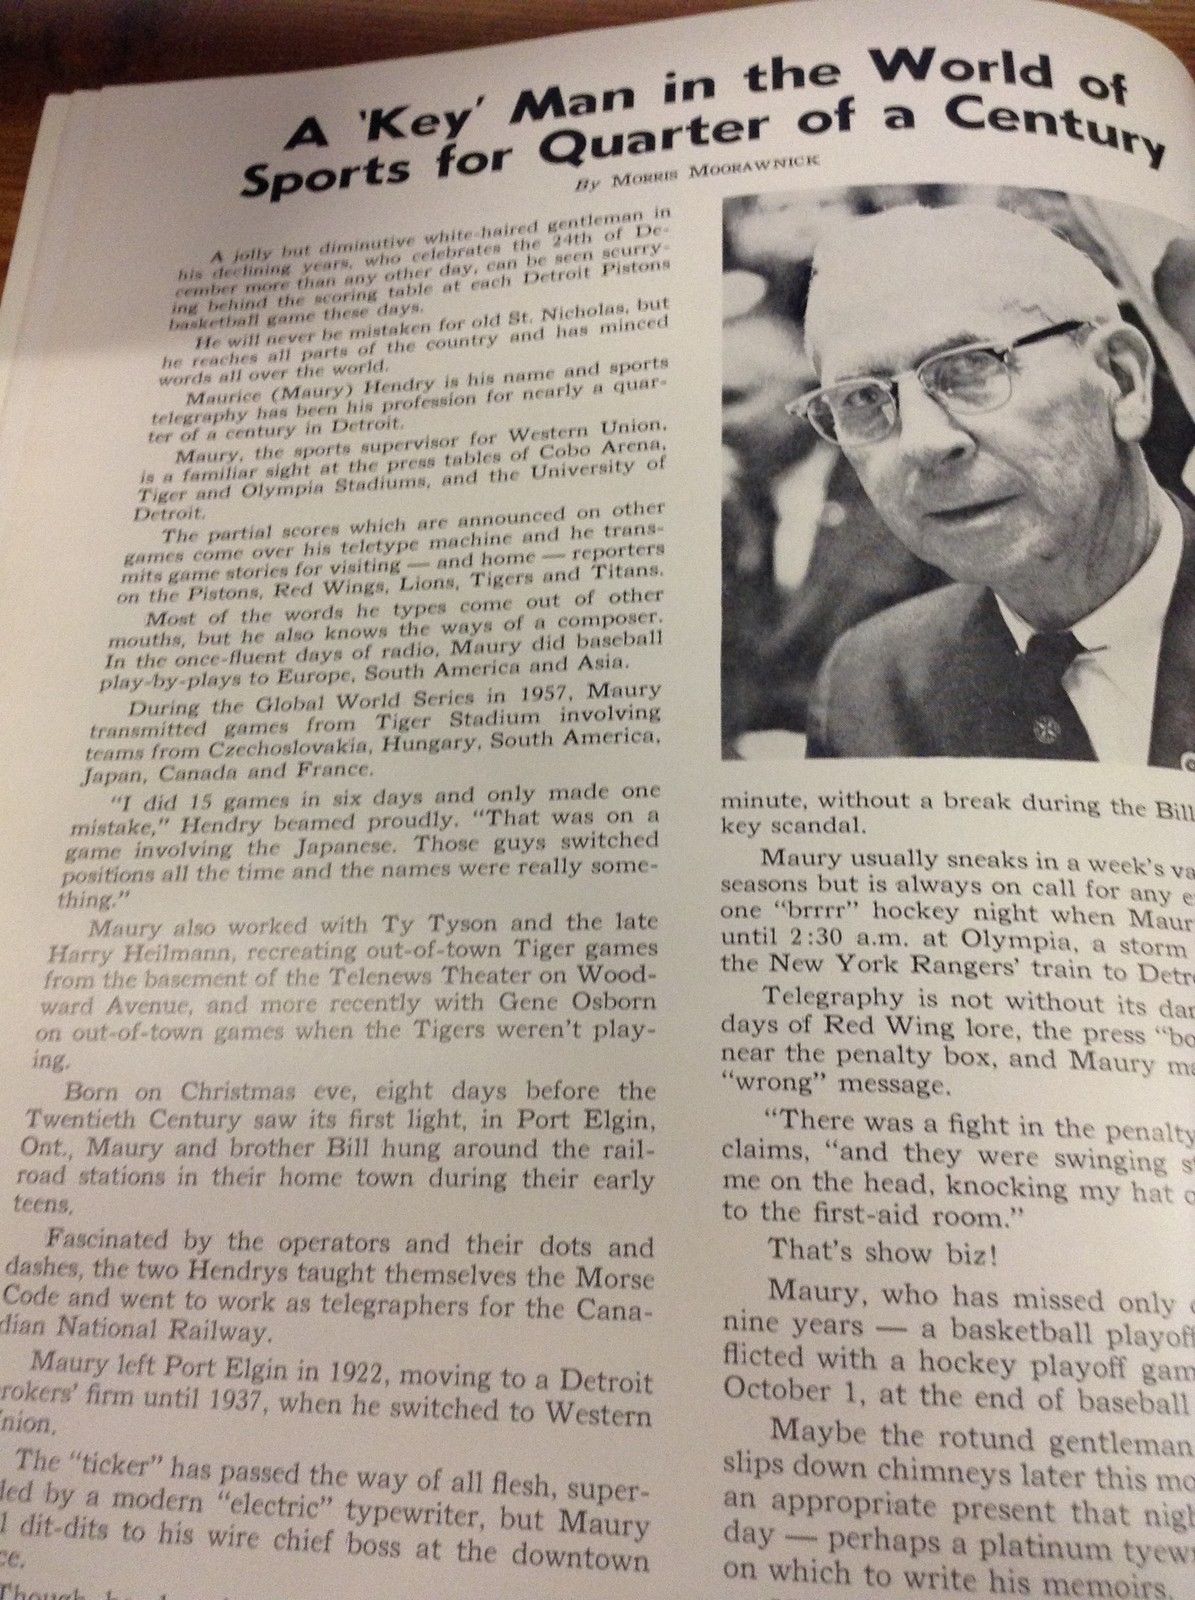 A 'Key' Man in the World of
Sports for Quarter of a Century
By Morris Moorawnick
A jolly but diminutive white-haired gentleman in
his declining years, who celebrates the 24th of De-
cember more than any other day, can be seen scurry-
ing behind the scoring table at each Detroit Pistons
basketball game these days.
He will never be mistaken for old St. Nicholas, but
he reaches all parts of the country and has minced
words all over the world.
Maurice (Maury) Hendry is his name and sports
telegraphy has been his profession for nearly a quar-
ter of a century in Detroit.
Maury, the sports supervisor for Western Union,
is a familiar sight at the press tables of Cobo Arena,
Tiger and Olympia Stadiums, and the University of
Detroit.
The partial scores which are announced on other
games come over his teletype machine and he trans-
mits game stories for visiting — and home — reporters
on the Pistons, Red Wings, Lions, Tigers and Titans.
Most of the words he types come out of other
mouths, but he also knows the ways of a composer.
In the once-fluent days of radio, Maury did baseball
play-by-plays to Europe, South America and Asia.
During the Global World Series in 1957, Maury
transmitted games from Tiger Stadium involving
teams from Czechoslovakia, Hungary, South America,
Japan, Canada and France.
"I did 15 games in six days and only made one
mistake," Hendry beamed proudly. "That was on a
game involving the Japanese. Those guys switched
positions all the time and the names were really some-
thing."
Maury also worked with Ty Tyson and the late
Harry Heilmann, recreating out-of-town Tiger games
from the basement of the Telenews Theater on Wood-
ward Avenue, and more recently with Gene Osborn
on out-of-town games when the Tigers weren't play-
ing.
Born on Christmas eve, eight days before the
Twentieth Century saw its first light, in Port Elgin,
Ont., Maury and brother Bill hung around the rail-
road stations in their home town during their early
teens.
Fascinated by the operators and their dots and
dashes, the two Hendrys taught themselves the Morse
Code and went to work as telegraphers for the Cana-
dian National Railway.
Maury left Port Elgin in 1922, moving to a Detroit
rokers' firm until 1937, when he switched to Western
nion.
The "ticker" has passed the way of all flesh, super-
ded by a modern "electric" typewriter, but Maury
l dit-dits to his wire chief boss at the downtown
ce.
Though
minute, without a break during the Bill
key scandal.
Maury usually sneaks in a week's va
seasons but is always on call for any e
one "brrrr" hockey night when Maur
until 2:30 a.m. at Olympia, a storm
the New York Rangers' train to Detr
Telegraphy is not without its dan
days of Red Wing lore, the press "bo
near the penalty box, and Maury ma
"wrong" message.
"There was a fight in the penalty
claims, "and they were swinging s
me on the head, knocking my hat o
to the first-aid room."
That's show biz!
Maury, who has missed only
nine years — a basketball playoff
flicted with a hockey playoff gam
October 1, at the end of baseball
Maybe the rotund gentleman
slips down chimneys later this mo
an appropriate present that nigh
day — perhaps a platinum tyew
on which to write his memoirs.